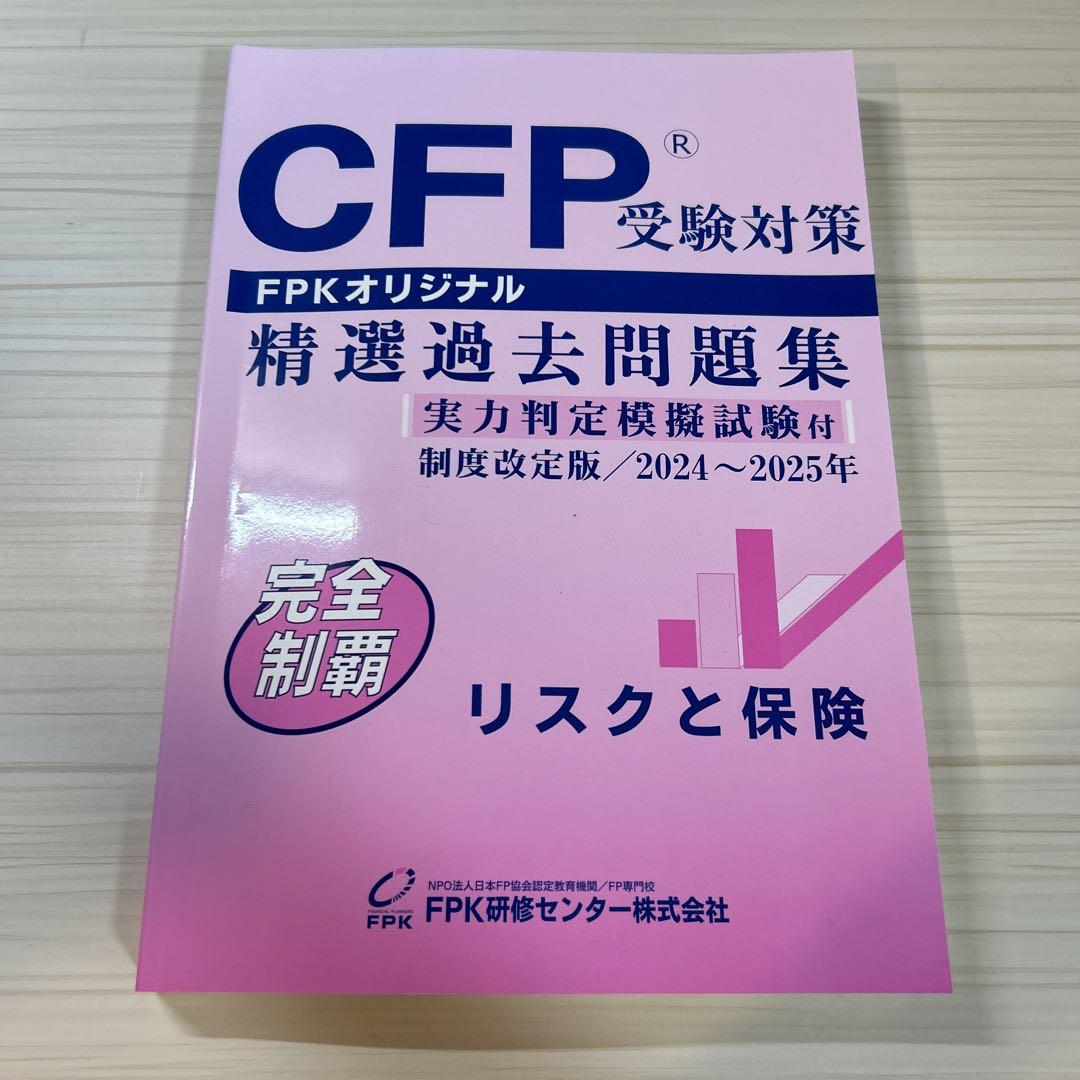 CFP®
受験対策
FPKオリジナル
精選過去問題集
実力判定模擬試験付
制度改定版／2024～2025年
完全
制覇
リスクと保険
NPO法人日本FP協会認定教育機関／FP専門校
FINANCIAL PLANNERS
FPK
FPK研修センター株式会社